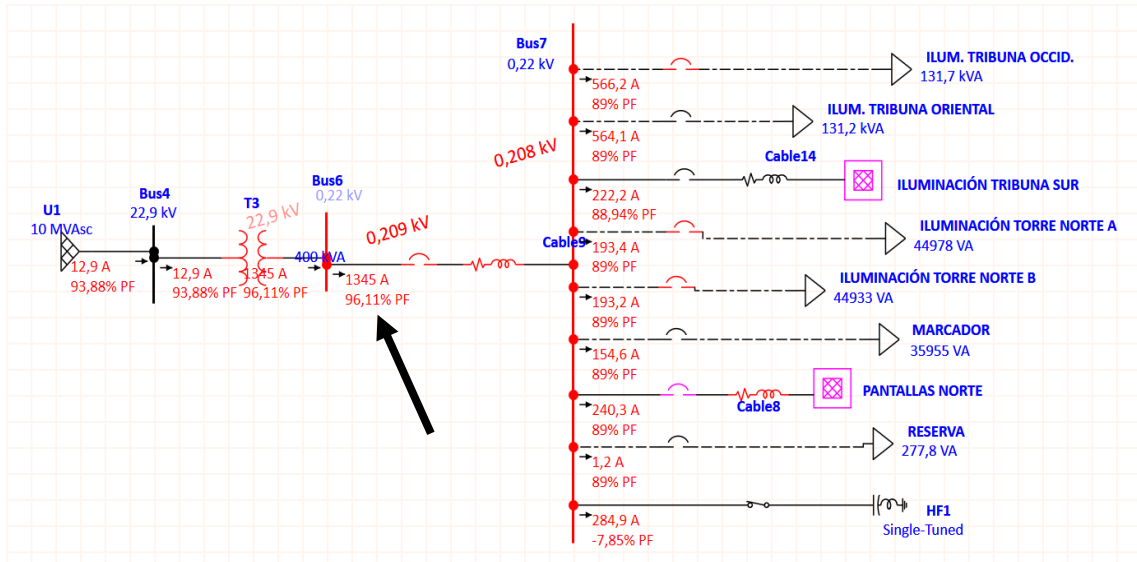 U1
10 MVAsc
12,9 A
93,88% PF
Bus4
22,9 kV
12,9 A
93,88% PF
T3
22,9 kV
400 kVA
1345 A
96,11% PF
Bus6
0,22 kV
0,209 kV
1345 A
96,11% PF
Cable9
Bus7
0,22 kV
0,208 kV
566,2 A
89% PF
ILUM. TRIBUNA OCCID.
131,7 kVA
564,1 A
89% PF
ILUM. TRIBUNA ORIENTAL
131,2 kVA
222,2 A
88,94% PF
Cable14
ILUMINACIÓN TRIBUNA SUR
193,4 A
89% PF
ILUMINACIÓN TORRE NORTE A
44978 VA
193,2 A
89% PF
ILUMINACIÓN TORRE NORTE B
44933 VA
154,6 A
89% PF
MARCADOR
35955 VA
240,3 A
89% PF
Cable8
PANTALLAS NORTE
1,2 A
89% PF
RESERVA
277,8 VA
284,9 A
-7,85% PF
HF1
Single-Tuned